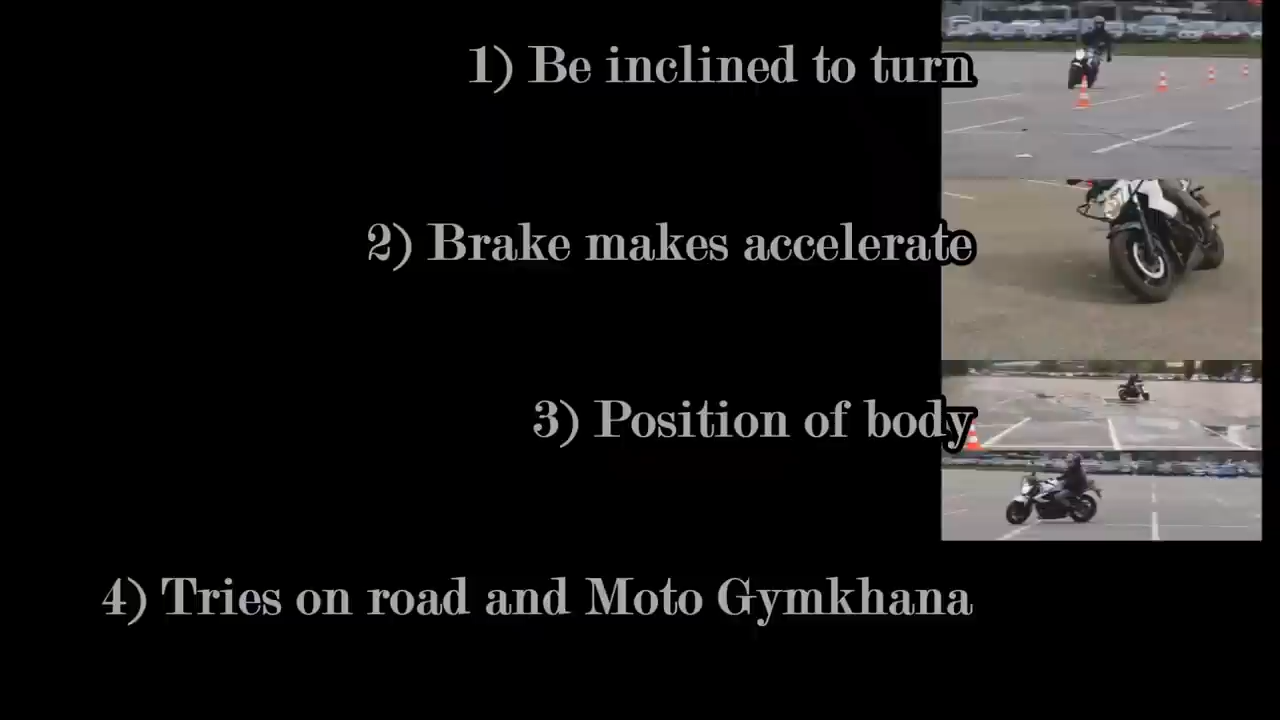 1) Be inclined to turn
2) Brake makes accelerate
3) Position of body
4) Tries on road and Moto Gymkhana